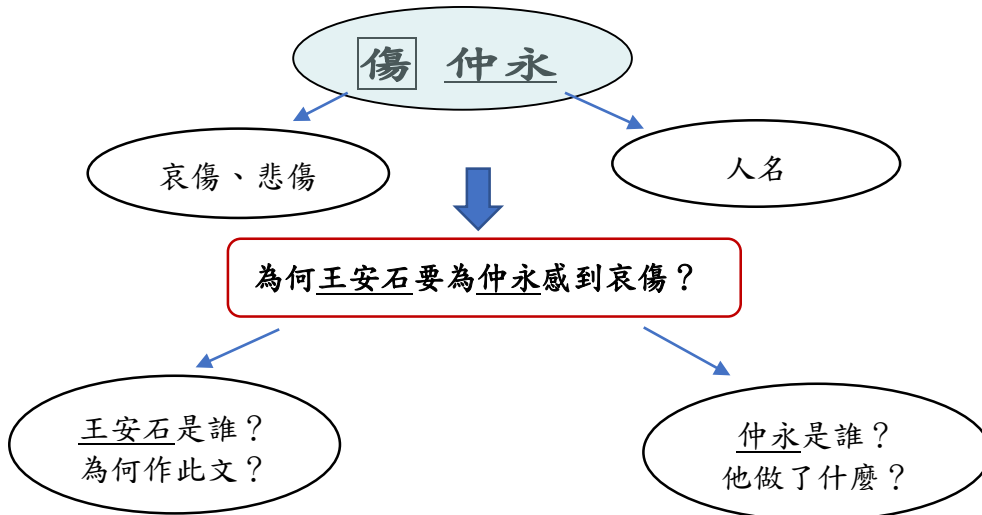 傷 仲永
哀傷、悲傷
人名
為何王安石要為仲永感到哀傷？
王安石是誰？
為何作此文？
仲永是誰？
他做了什麼？